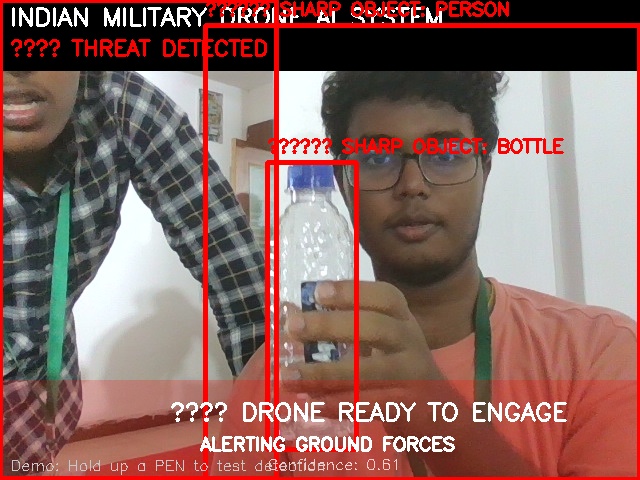 INDIAN MILITARY DRONE AI SYSTEM
?????? SHARP OBJECT: PERSON
???? THREAT DETECTED
?????? SHARP OBJECT: BOTTLE
???? DRONE READY TO ENGAGE
ALERTING GROUND FORCES
Demo: Hold up a PEN to test detection
Confidence: 0.61